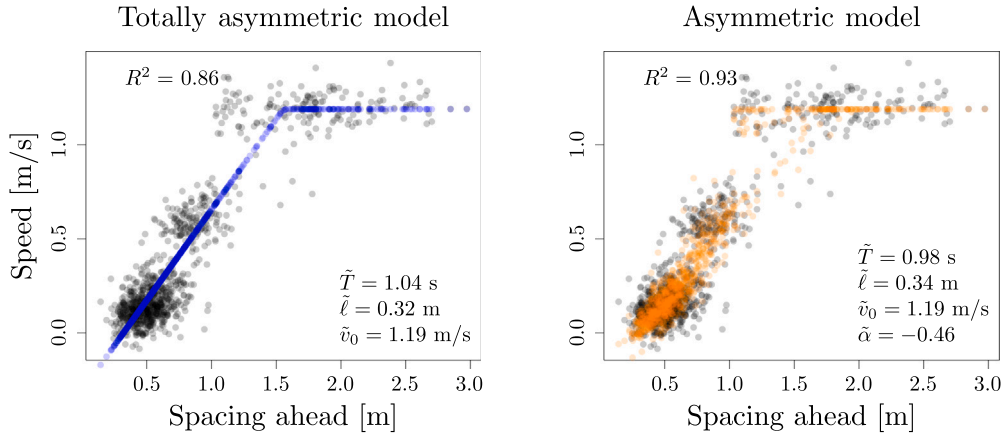 Totally asymmetric model
R² = 0.86
Speed [m/s]
1.0
0.5
0.0
T̃ = 1.04 s
ℓ̃ = 0.32 m
ṽ₀ = 1.19 m/s
0.5 1.0 1.5 2.0 2.5 3.0
Spacing ahead [m]
Asymmetric model
R² = 0.93
1.0
0.5
0.0
T̃ = 0.98 s
ℓ̃ = 0.34 m
ṽ₀ = 1.19 m/s
α̃ = −0.46
0.5 1.0 1.5 2.0 2.5 3.0
Spacing ahead [m]